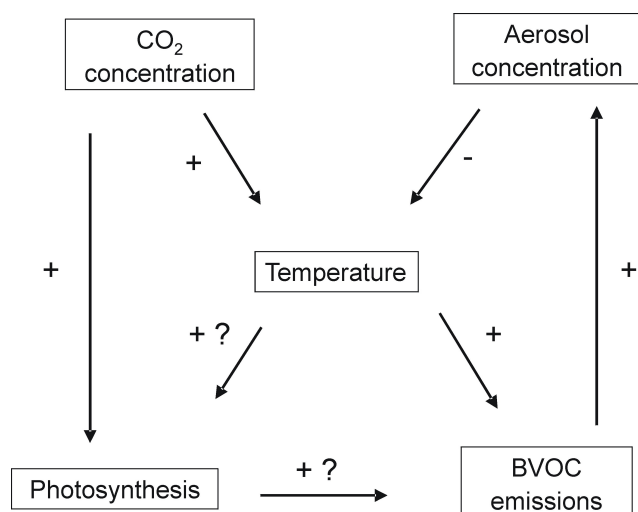 CO₂
concentration
Aerosol
concentration
+
-
Temperature
+
+
+ ?
+
Photosynthesis
+ ?
BVOC
emissions